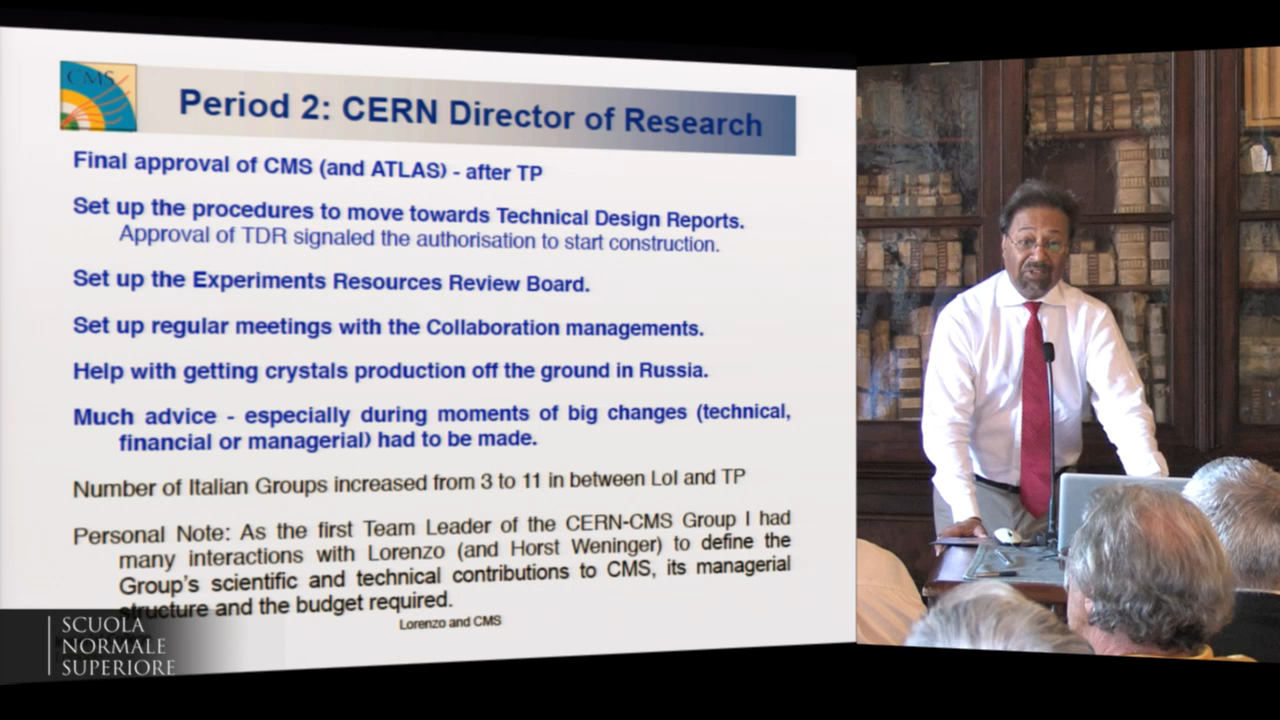 CMS
Period 2: CERN Director of Research
Final approval of CMS (and ATLAS) - after TP
Set up the procedures to move towards Technical Design Reports.
Approval of TDR signaled the authorisation to start construction.
Set up the Experiments Resources Review Board.
Set up regular meetings with the Collaboration managements.
Help with getting crystals production off the ground in Russia.
Much advice - especially during moments of big changes (technical,
financial or managerial) had to be made.
Number of Italian Groups increased from 3 to 11 in between LoI and TP
Personal Note: As the first Team Leader of the CERN-CMS Group I had
many interactions with Lorenzo (and Horst Weninger) to define the
Group's scientific and technical contributions to CMS, its managerial
structure and the budget required.
Lorenzo and CMS
SCUOLA
NORMALE
SUPERIORE